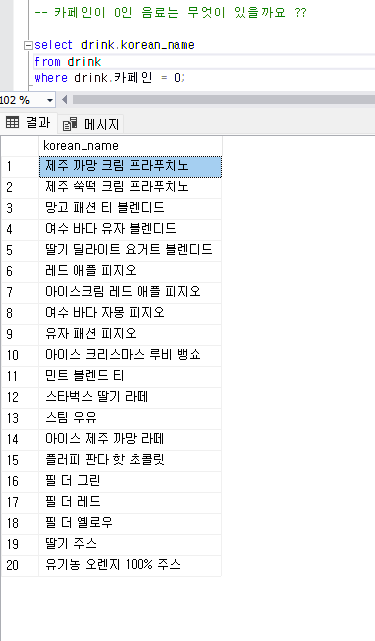 -- 카페인이 0인 음료는 무엇이 있을까요 ??
select drink.korean_name
from drink
where drink.카페인 = 0;
102 %
결과 메시지
korean_name
1 제주 까망 크림 프라푸치노
2 제주 쑥떡 크림 프라푸치노
3 망고 패션 티 블렌디드
4 여수 바다 유자 블렌디드
5 딸기 딜라이트 요거트 블렌디드
6 레드 애플 피지오
7 아이스크림 레드 애플 피지오
8 여수 바다 자몽 피지오
9 유자 패션 피지오
10 아이스 크리스마스 루비 뱅쇼
11 민트 블렌드 티
12 스타벅스 딸기 라떼
13 스팀 우유
14 아이스 제주 까망 라떼
15 플러피 판다 핫 초콜릿
16 필 더 그린
17 필 더 레드
18 필 더 옐로우
19 딸기 주스
20 유기농 오렌지 100% 주스